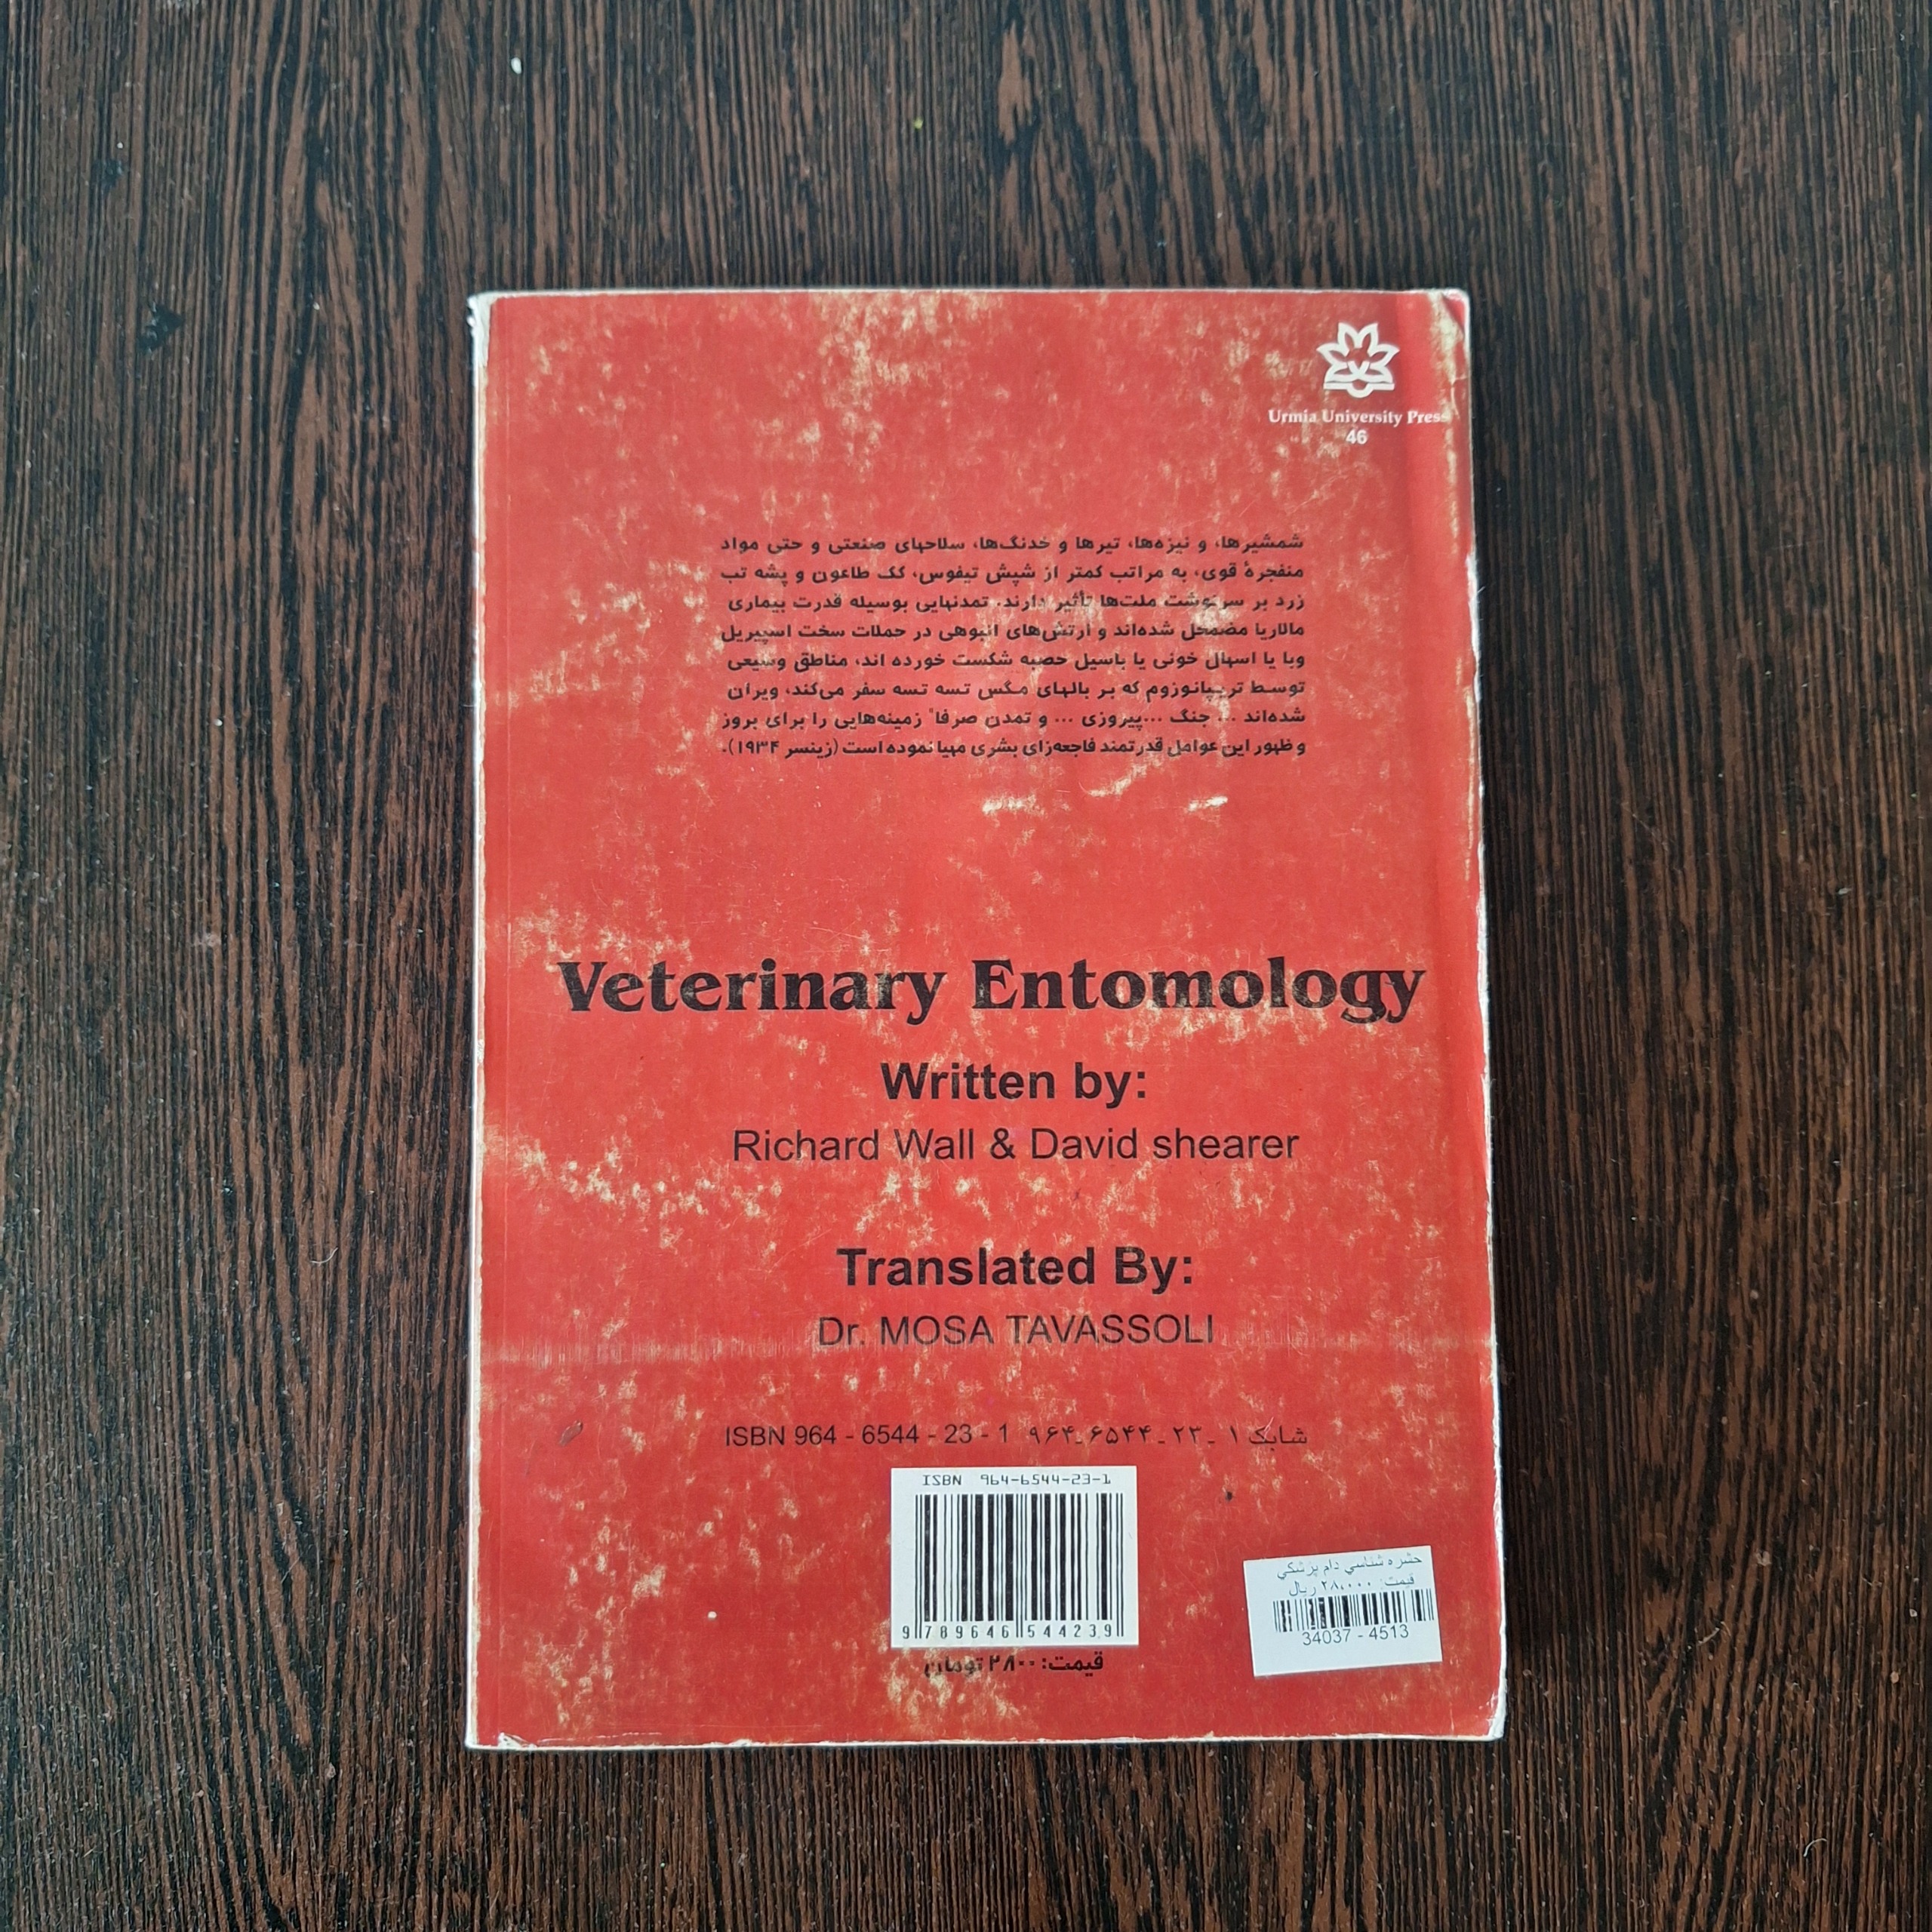 Urmia University Press
46
شمشیرها، و نیزه‌ها، تیرها و خدنگ‌ها، سلاحهای صنعتی و حتی مواد
منفجرهٔ قوی، به مراتب کمتر از شپش تیفوس، کک طاعون و پشه تب
زرد بر سرنوشت ملت‌ها تأثیر دارند. تمدنهایی بوسیله قدرت بیماری
مالاریا مضمحل شده‌اند و ارتش‌های انبوهی در حملات سخت اسپیریل
وبا یا اسهال خونی یا باسیل حصبه شکست خورده اند، مناطق وسیعی
توسط تریپانوزوم که بر بالهای مگس تسه تسه سفر می‌کند، ویران
شده‌اند ... جنگ ...پیروزی ... و تمدن صرفا" زمینه‌هایی را برای بروز
و ظهور این عوامل قدرتمند فاجعه‌زای بشری مهیا نموده است (زینسر ۱۹۳۴).
Veterinary Entomology
Written by:
Richard Wall & David shearer
Translated By:
Dr. MOSA TAVASSOLI
ISBN 964 - 6544 - 23 - 1 شابک ۱ ـ ۲۳ ـ ۶۵۴۴ ـ ۹۶۴
ISBN 964-6544-23-1
9 789646 544239
قیمت: ۲۸۰۰ تومان
حشره شناسي دام پزشكي
قیمت: ۲۸،۰۰۰ ریال
34037 - 4513